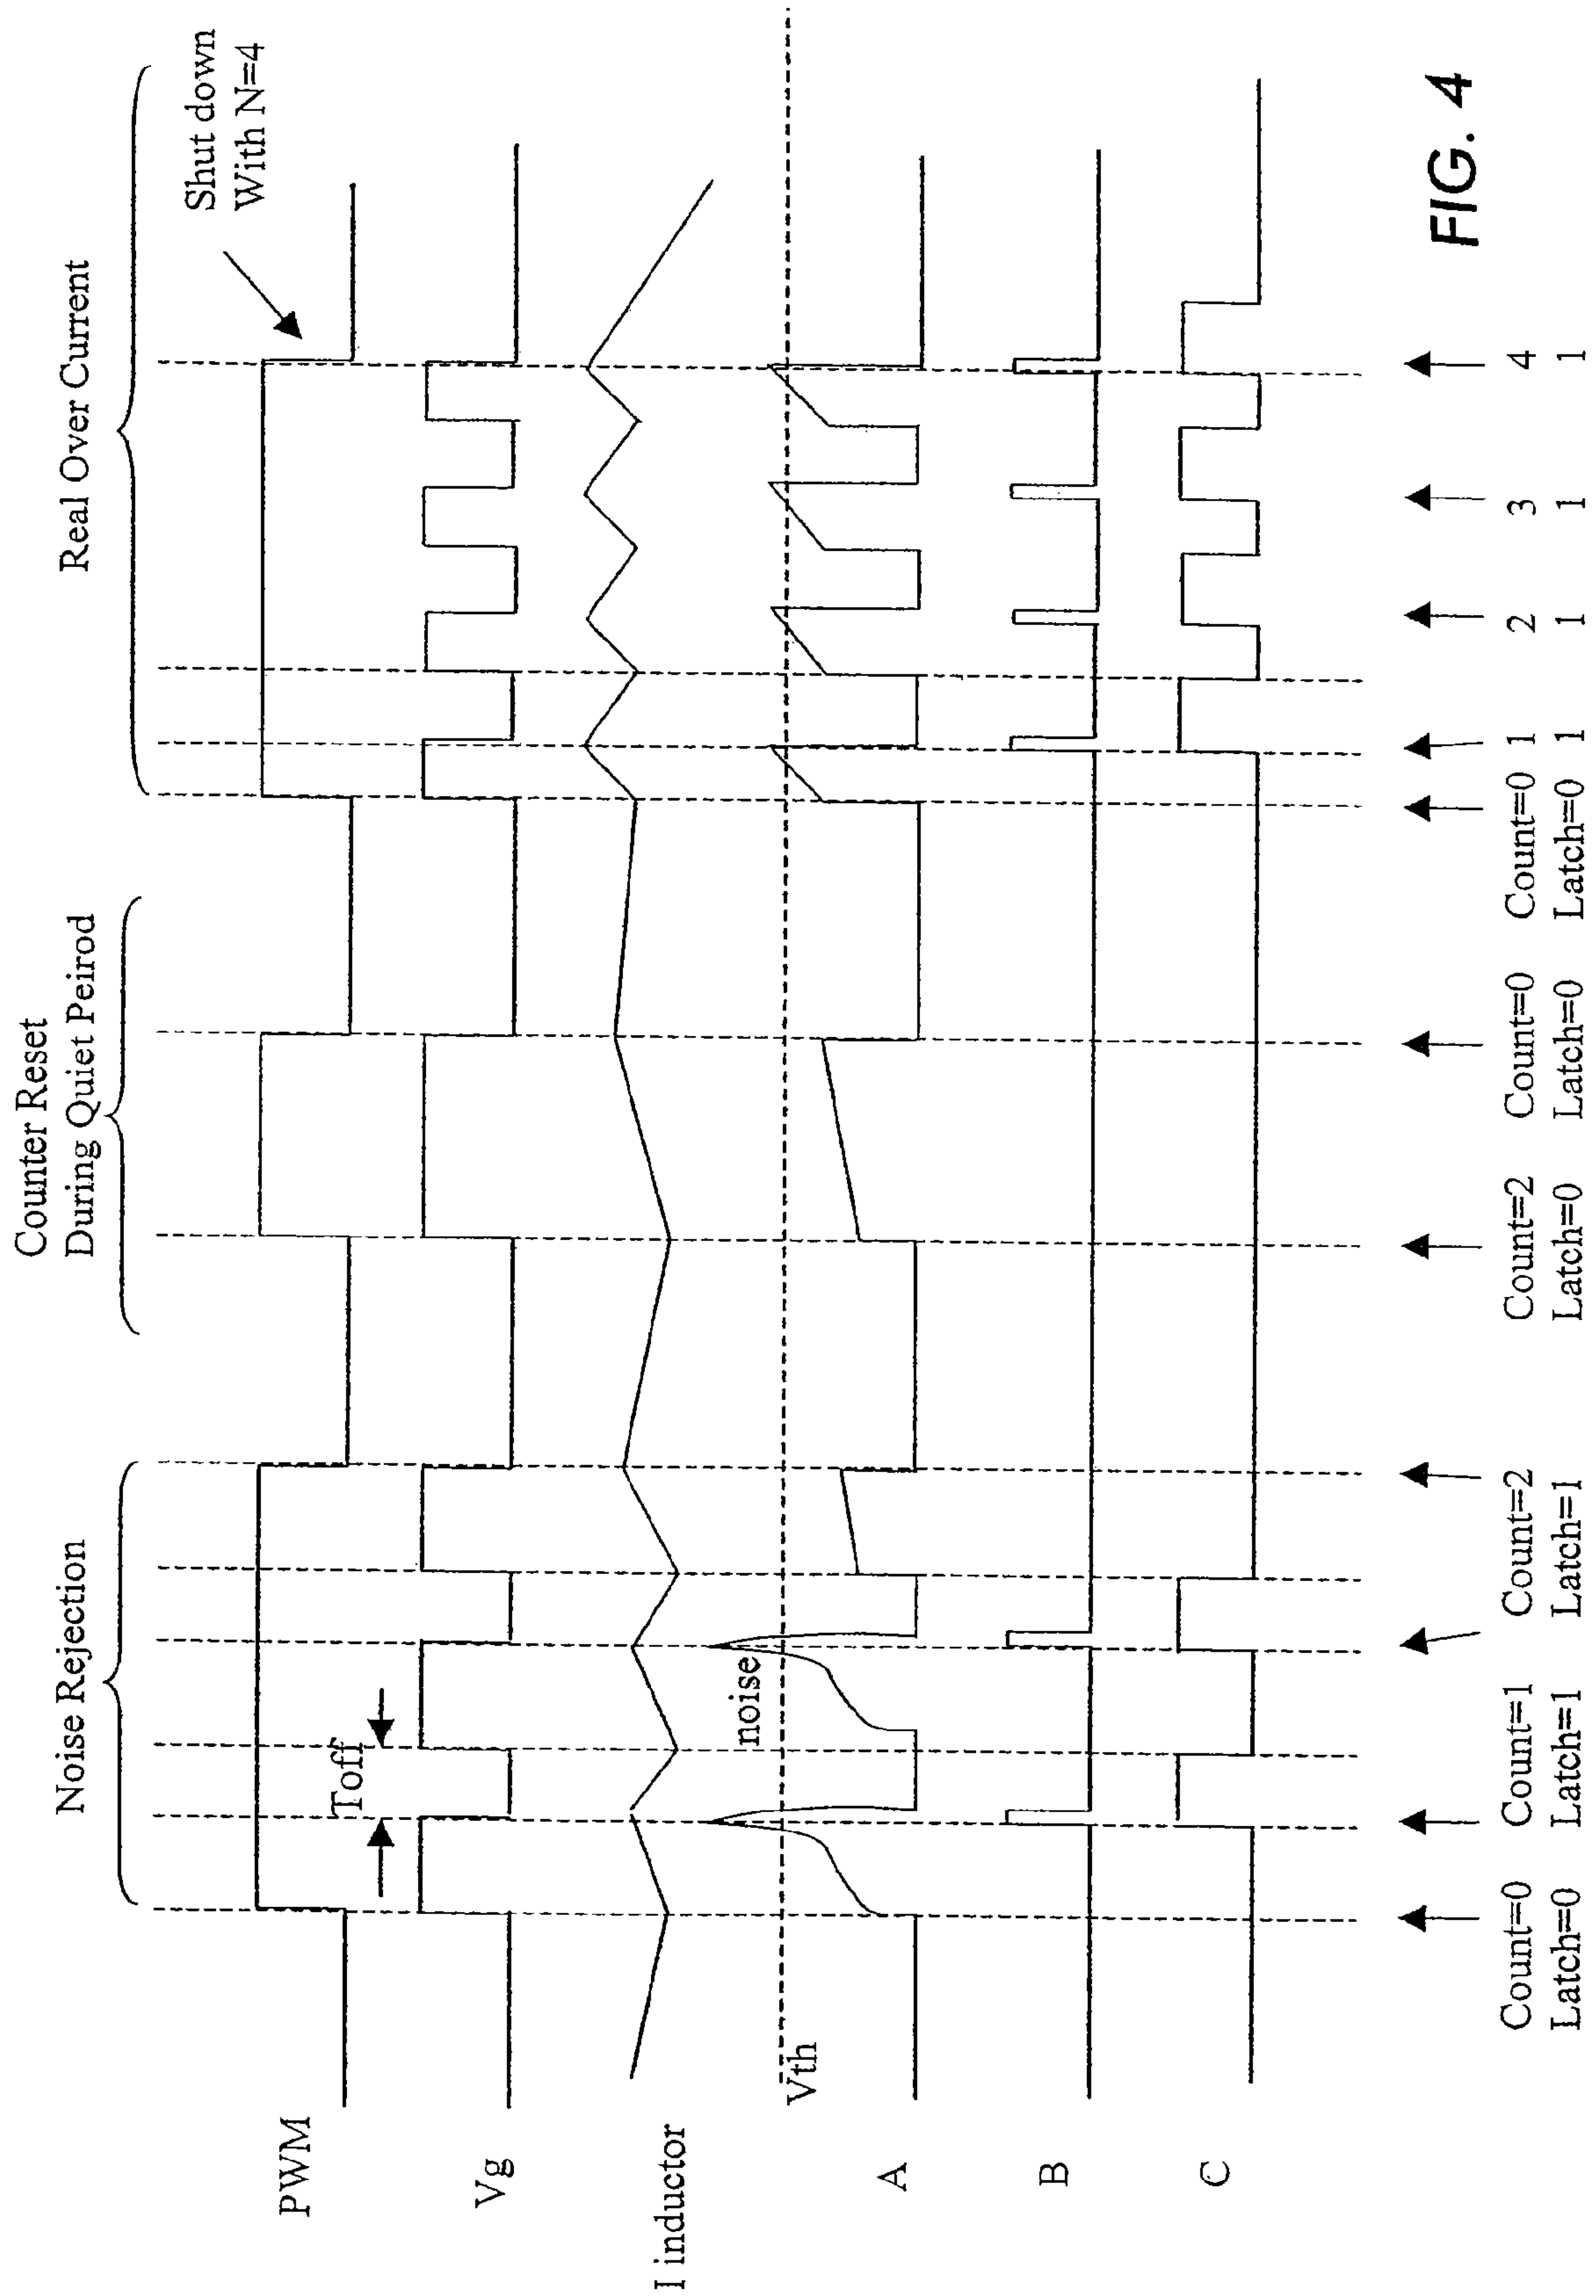 Noise Rejection
Counter Reset
During Quiet Peirod
Real Over Current
Shut down
With N=4
PWM
Toff
Vg
I inductor
noise
Vth
A
B
C
Count=0 Count=1 Count=2 Count=2 Count=0 Count=0 1 2 3 4
Latch=0 Latch=1 Latch=1 Latch=0 Latch=0 Latch=0 1 1 1 1
FIG. 4